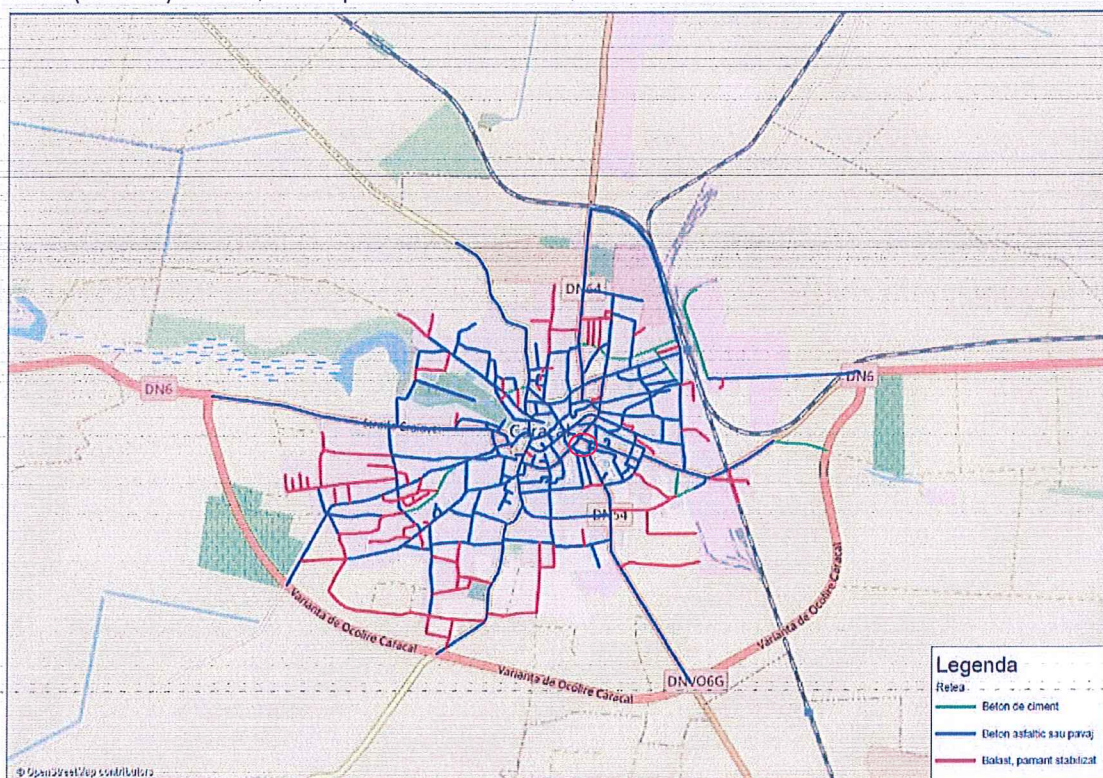 DN64
DN6
DN6
Caracal
DN54
Varianta de Ocolire Caracal
Varianta de Ocolire Caracal
Varianta de Ocolire Caracal
DNVO6G
Legenda
Retea
Beton de ciment
Beton asfaltic sau pavaj
Balast, pamant stabilizat
© OpenStreetMap contributors